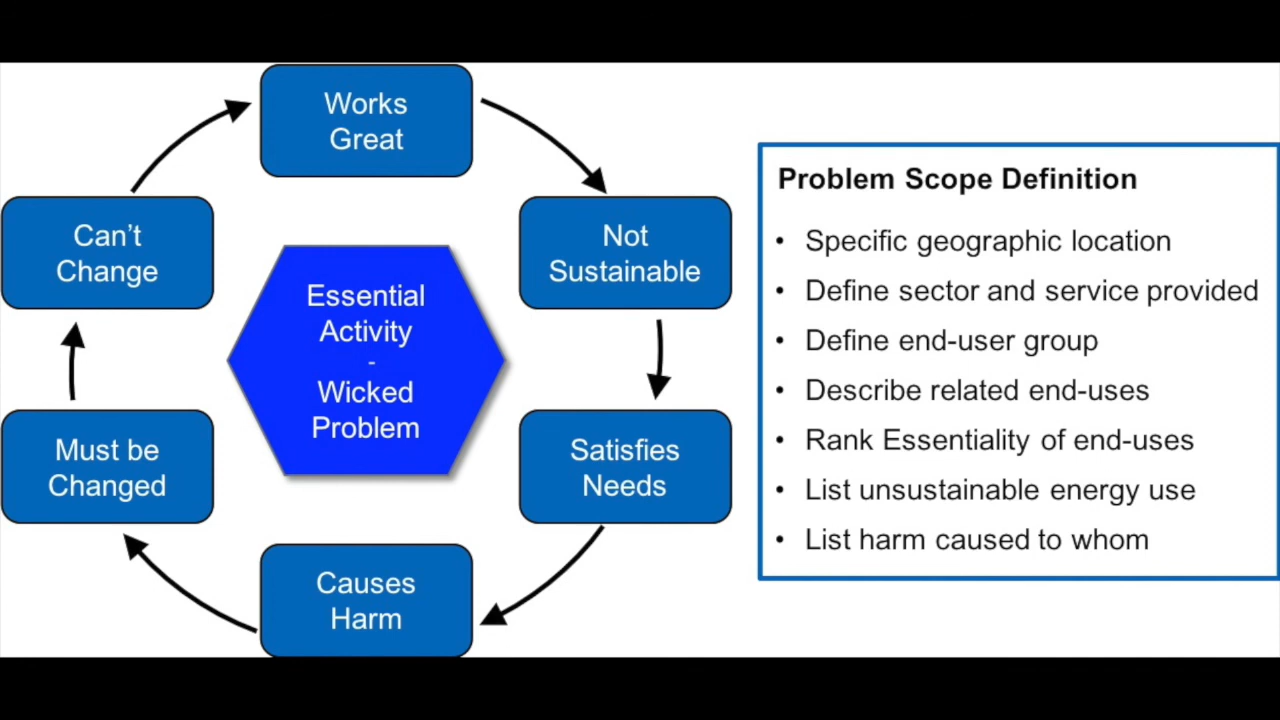 Works
Great
Not
Sustainable
Satisfies
Needs
Causes
Harm
Must be
Changed
Can’t
Change
Essential
Activity
-
Wicked
Problem
Problem Scope Definition
• Specific geographic location
• Define sector and service provided
• Define end-user group
• Describe related end-uses
• Rank Essentiality of end-uses
• List unsustainable energy use
• List harm caused to whom